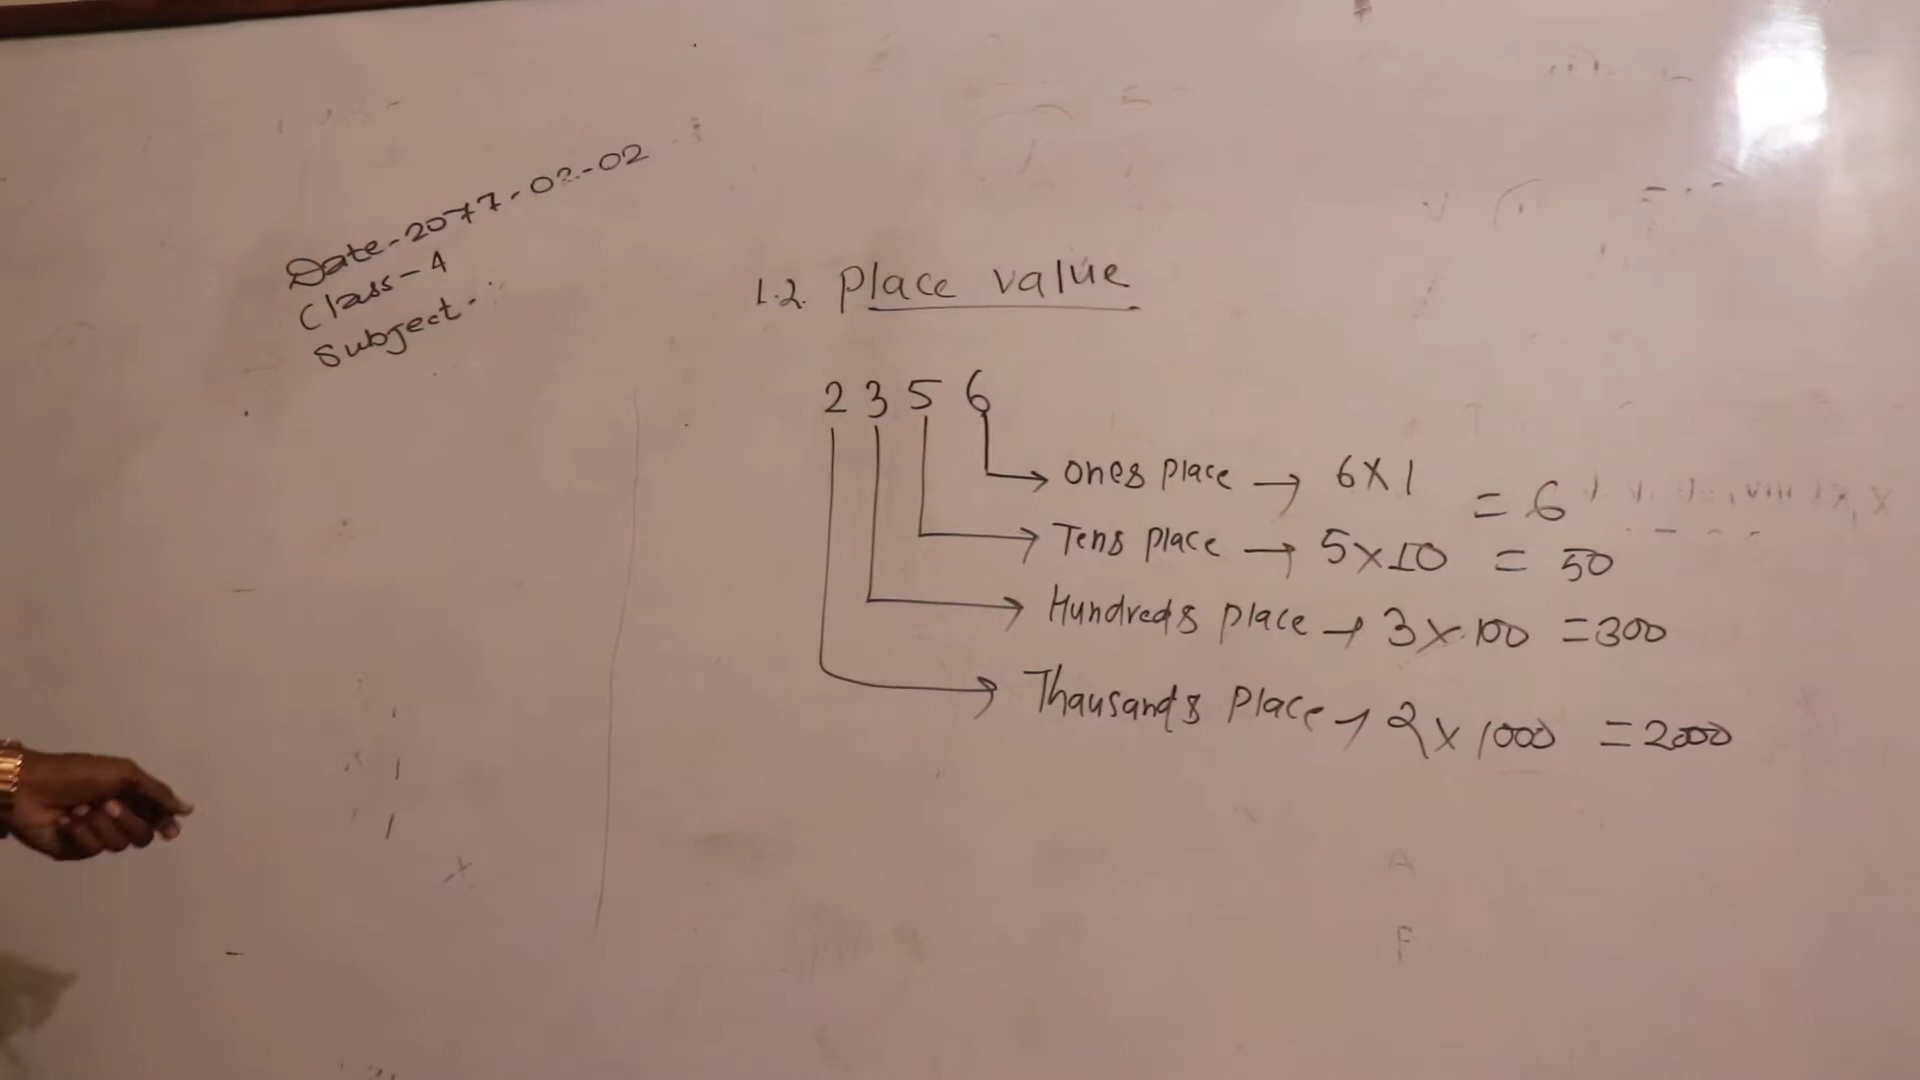 Date-2077-02-02
Class-4
Subject-
1.2. Place value
2 3 5 6
ones place → 6×1 = 6
Tens place → 5×10 = 50
Hundreds place → 3×100 = 300
Thausands Place → 2×1000 = 2000
A
F